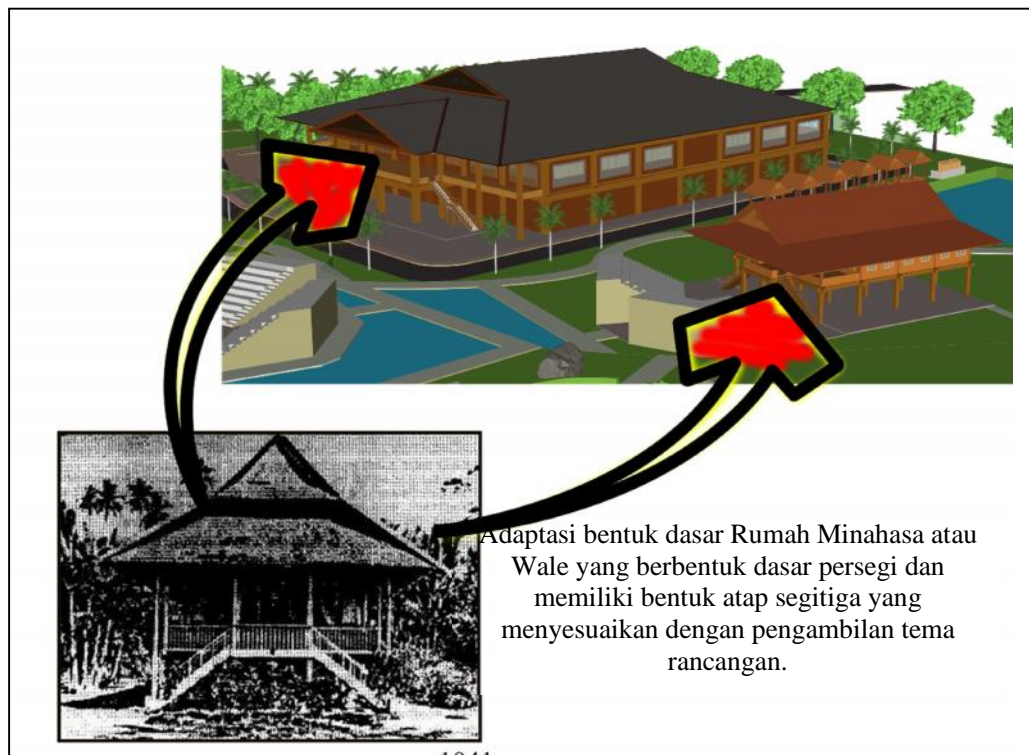 Adaptasi bentuk dasar Rumah Minahasa atau
Wale yang berbentuk dasar persegi dan
memiliki bentuk atap segitiga yang
menyesuaikan dengan pengambilan tema
rancangan.